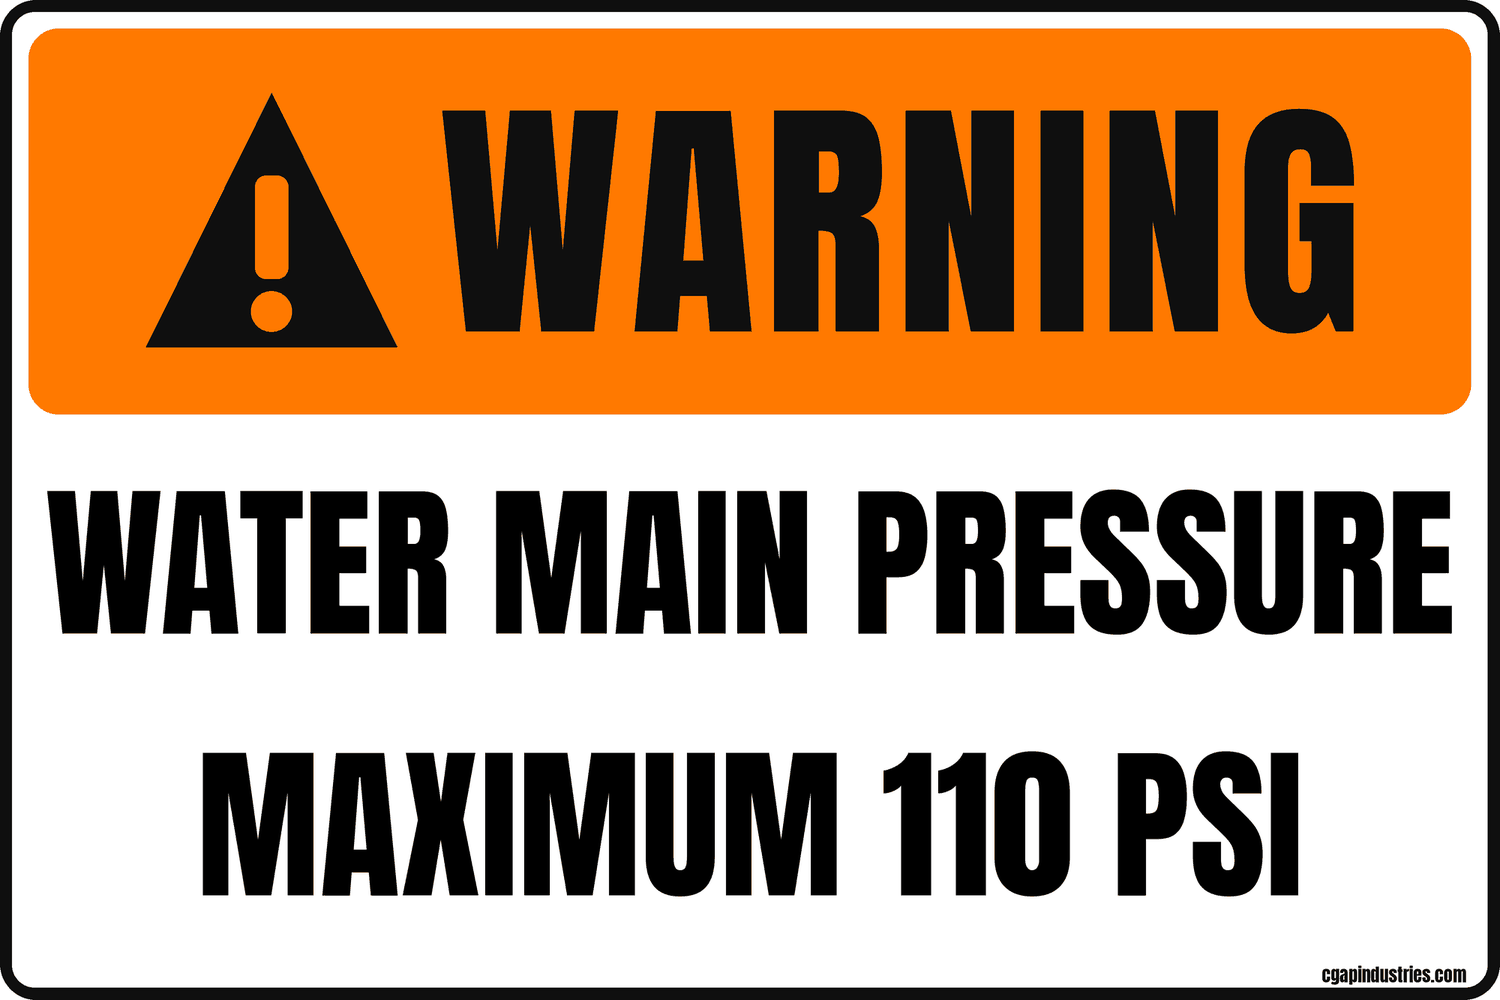 WARNING
WATER MAIN PRESSURE
MAXIMUM 110 PSI
cgapindustries.com